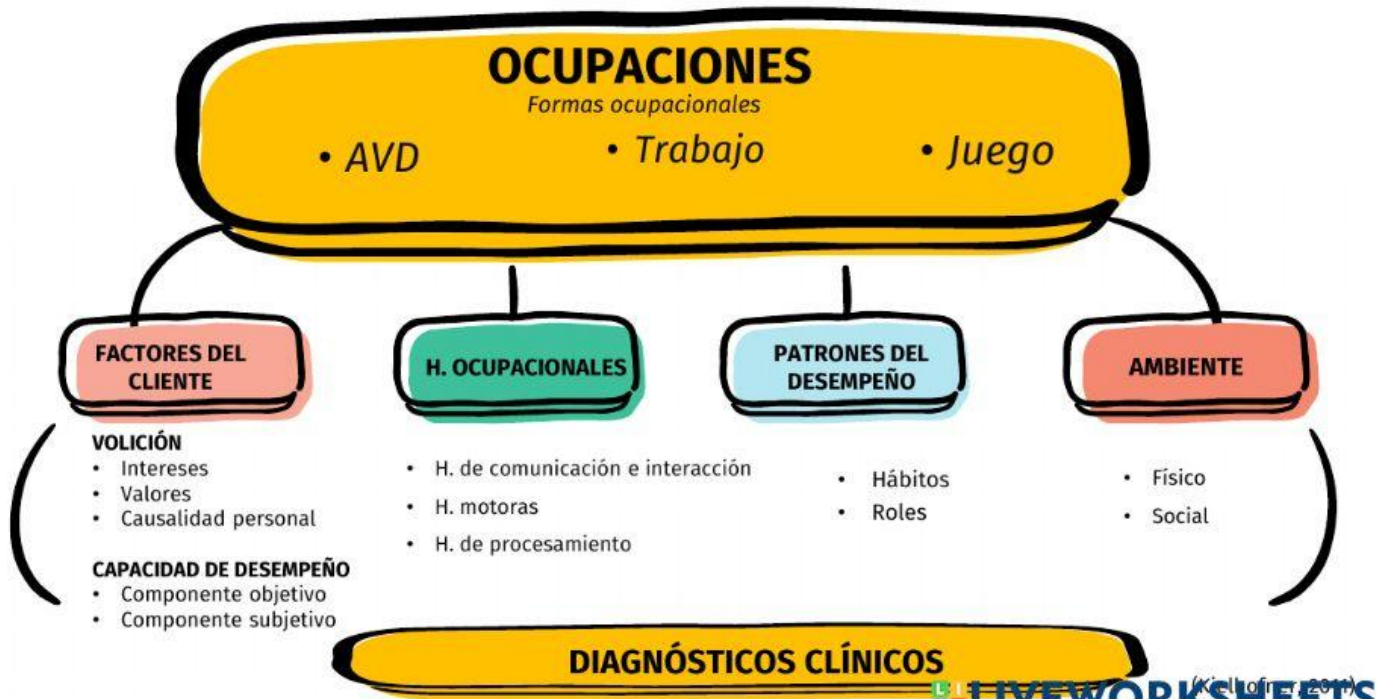 OCUPACIONES
Formas ocupacionales
• AVD
• Trabajo
• Juego
FACTORES DEL
CLIENTE
H. OCUPACIONALES
PATRONES DEL
DESEMPEÑO
AMBIENTE
VOLICIÓN
• Intereses
• Valores
• Causalidad personal
CAPACIDAD DE DESEMPEÑO
• Componente objetivo
• Componente subjetivo
• H. de comunicación e interacción
• H. motoras
• H. de procesamiento
• Hábitos
• Roles
• Físico
• Social
DIAGNÓSTICOS CLÍNICOS
LIVEWORKSHEETS